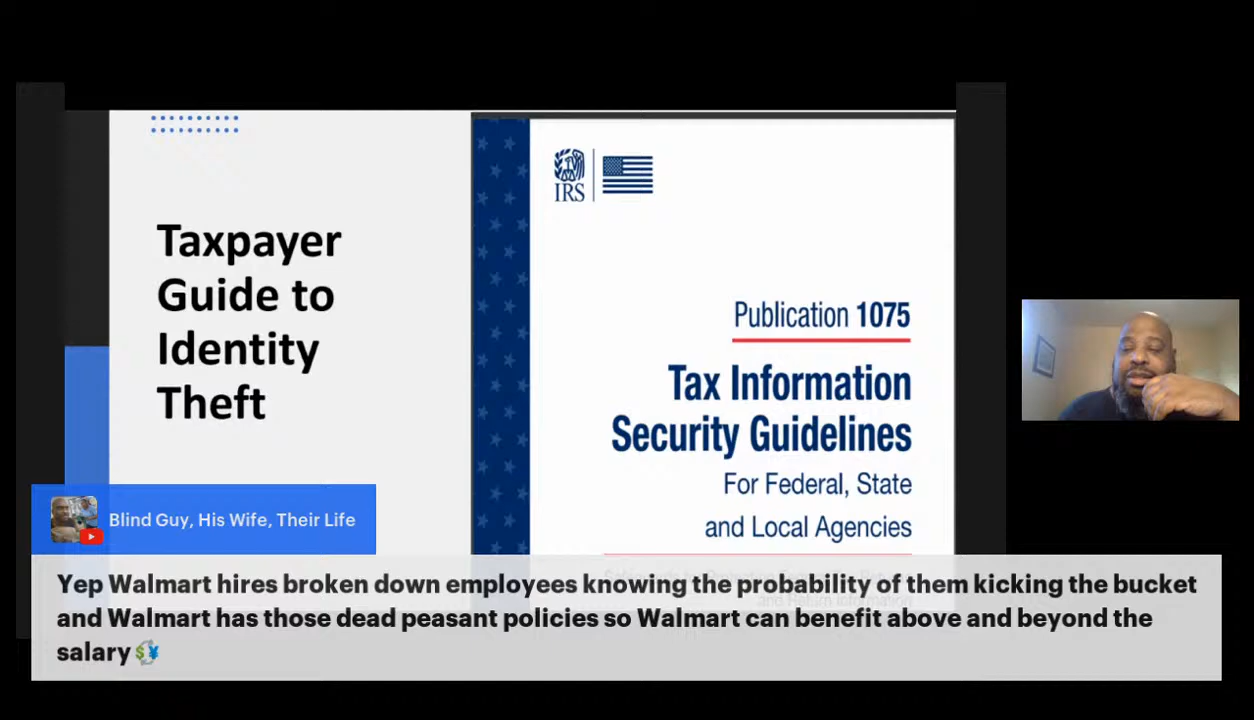 Taxpayer
Guide to
Identity
Theft
IRS
Publication 1075
Tax Information
Security Guidelines
For Federal, State
and Local Agencies
Blind Guy, His Wife, Their Life
Yep Walmart hires broken down employees knowing the probability of them kicking the bucket
and Walmart has those dead peasant policies so Walmart can benefit above and beyond the
salary